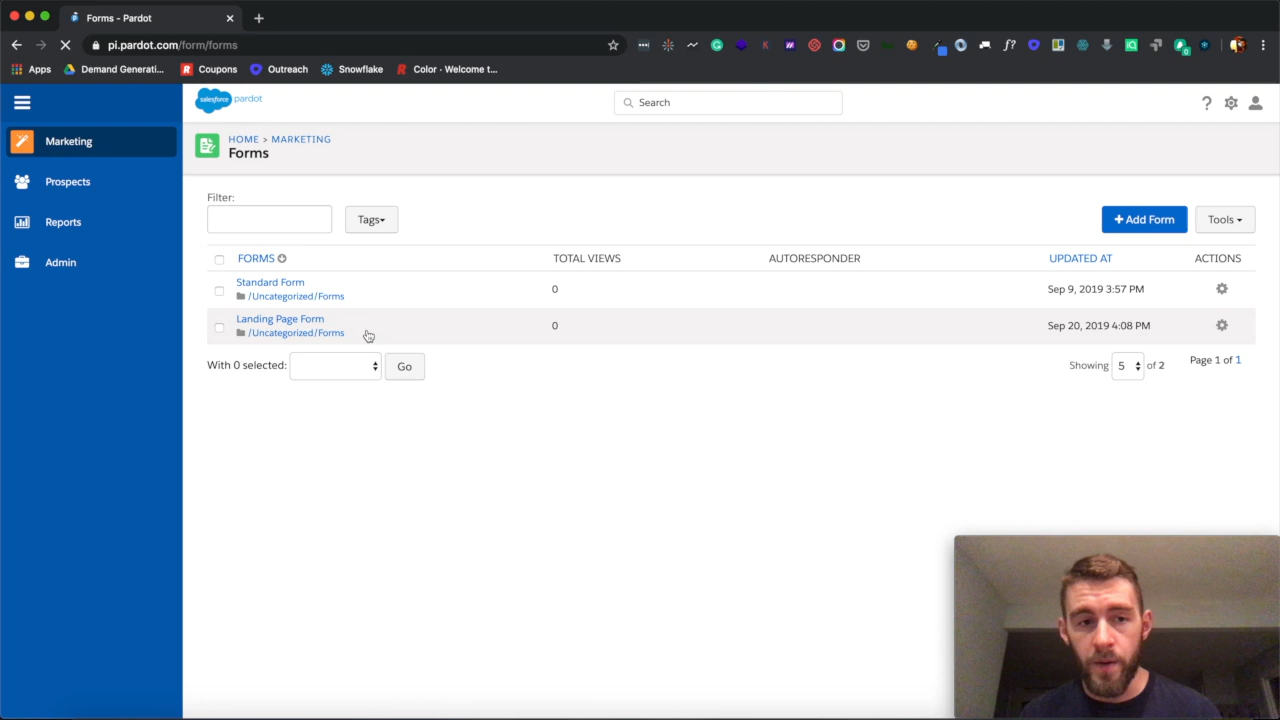 Forms - Pardot
pi.pardot.com/form/forms
Apps
Demand Generati...
Coupons
Outreach
Snowflake
Color · Welcome t...
salesforce pardot
Search
Marketing
Prospects
Reports
Admin
HOME > MARKETING
Forms
Filter:
Tags
Add Form
Tools
FORMS TOTAL VIEWS AUTORESPONDER UPDATED AT ACTIONS
Standard Form
/Uncategorized/Forms
0 Sep 9, 2019 3:57 PM
Landing Page Form
/Uncategorized/Forms
0 Sep 20, 2019 4:08 PM
With 0 selected: Go
Showing 5 of 2
Page 1 of 1